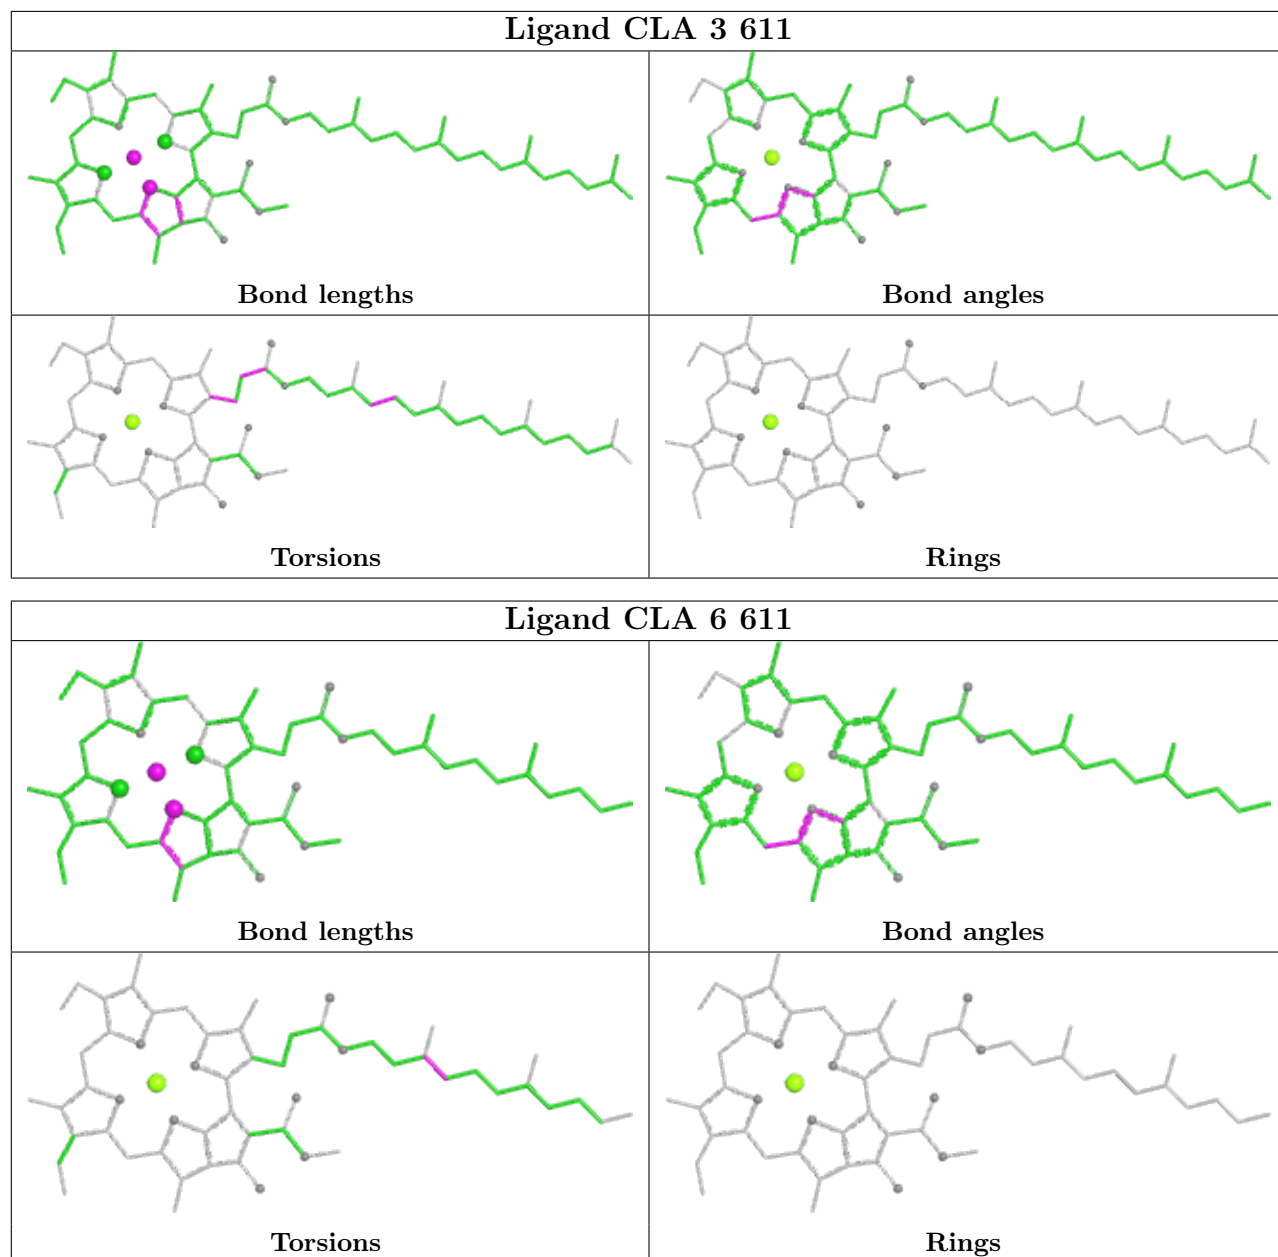 Ligand CLA 3 611
Bond lengths
Bond angles
Torsions
Rings
Ligand CLA 6 611
Bond lengths
Bond angles
Torsions
Rings